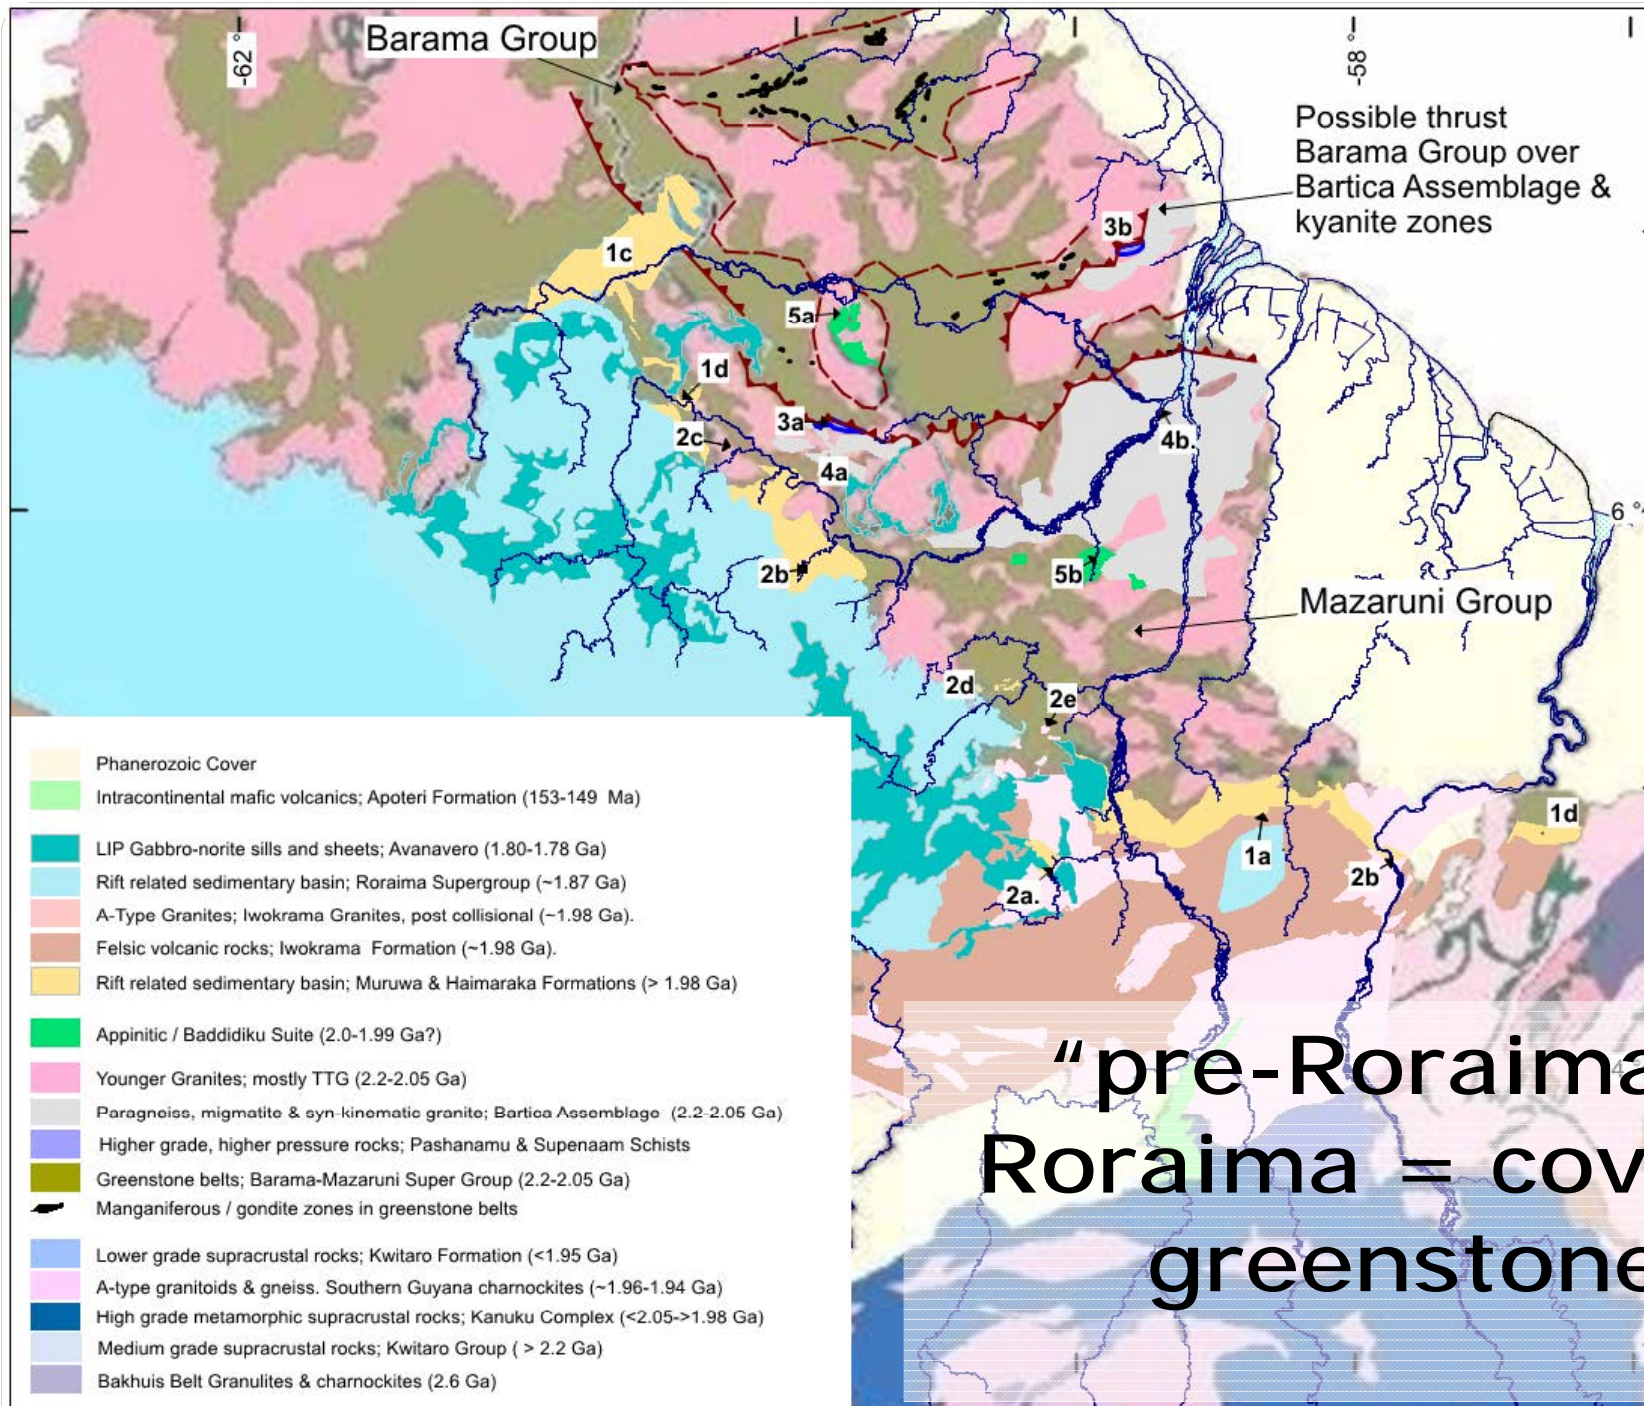 -62 °
Barama Group
-58 °
Possible thrust
Barama Group over
Bartica Assemblage &
kyanite zones
3b
1c
5a
1d
3a
2c
4b.
4a
6 °
2b
5b
Mazaruni Group
2d
2e
1d
1a
2b
2a.
Phanerozoic Cover
Intracontinental mafic volcanics; Apoteri Formation (153-149 Ma)
LIP Gabbro-norite sills and sheets; Avanavero (1.80-1.78 Ga)
Rift related sedimentary basin; Roraima Supergroup (~1.87 Ga)
A-Type Granites; Iwokrama Granites, post collisional (~1.98 Ga).
Felsic volcanic rocks; Iwokrama Formation (~1.98 Ga).
Rift related sedimentary basin; Muruwa & Haimaraka Formations (> 1.98 Ga)
Appinitic / Baddidiku Suite (2.0-1.99 Ga?)
Younger Granites; mostly TTG (2.2-2.05 Ga)
Paragneiss, migmatite & syn-kinematic granite; Bartica Assemblage (2.2-2.05 Ga)
Higher grade, higher pressure rocks; Pashanamu & Supenaam Schists
Greenstone belts; Barama-Mazaruni Super Group (2.2-2.05 Ga)
Manganiferous / gondite zones in greenstone belts
Lower grade supracrustal rocks; Kwitaro Formation (<1.95 Ga)
A-type granitoids & gneiss. Southern Guyana charnockites (~1.96-1.94 Ga)
High grade metamorphic supracrustal rocks; Kanuku Complex (<2.05->1.98 Ga)
Medium grade supracrustal rocks; Kwitaro Group ( > 2.2 Ga)
Bakhuis Belt Granulites & charnockites (2.6 Ga)
“pre-Roraima
Roraima = cov
greenstone